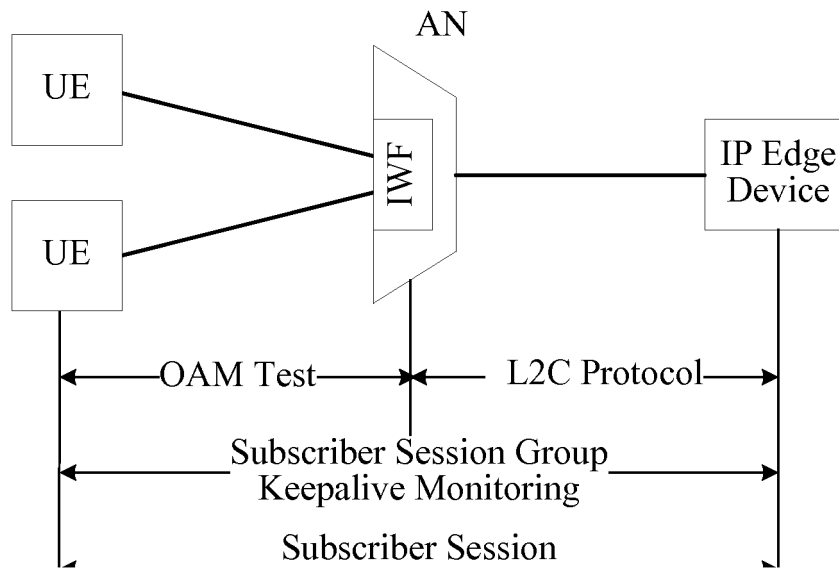 AN
UE
IWF
IP Edge
Device
UE
OAM Test
L2C Protocol
Subscriber Session Group
Keepalive Monitoring
Subscriber Session